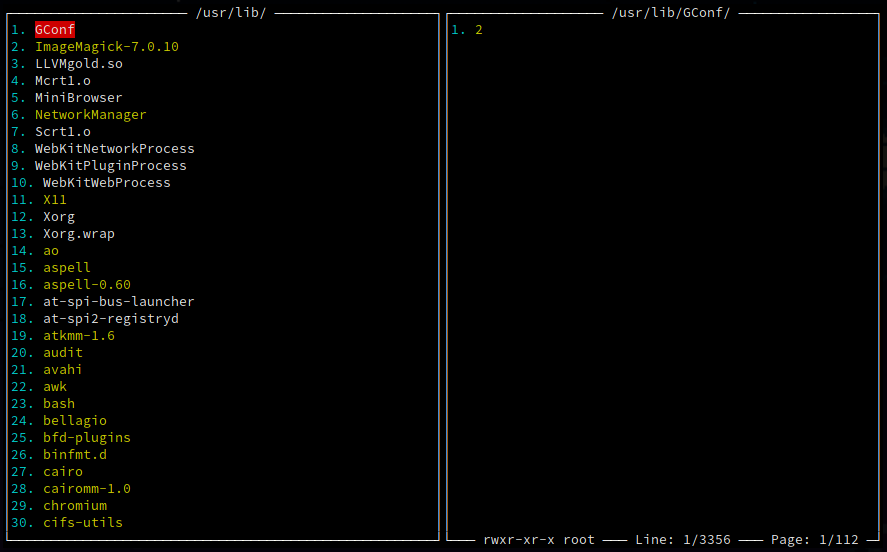 /usr/lib/
1. GConf
2. ImageMagick-7.0.10
3. LLVMgold.so
4. Mcrt1.o
5. MiniBrowser
6. NetworkManager
7. Scrt1.o
8. WebKitNetworkProcess
9. WebKitPluginProcess
10. WebKitWebProcess
11. X11
12. Xorg
13. Xorg.wrap
14. ao
15. aspell
16. aspell-0.60
17. at-spi-bus-launcher
18. at-spi2-registryd
19. atkmm-1.6
20. audit
21. avahi
22. awk
23. bash
24. bellagio
25. bfd-plugins
26. binfmt.d
27. cairo
28. cairomm-1.0
29. chromium
30. cifs-utils
/usr/lib/GConf/
1. 2
rwxr-xr-x root Line: 1/3356 Page: 1/112